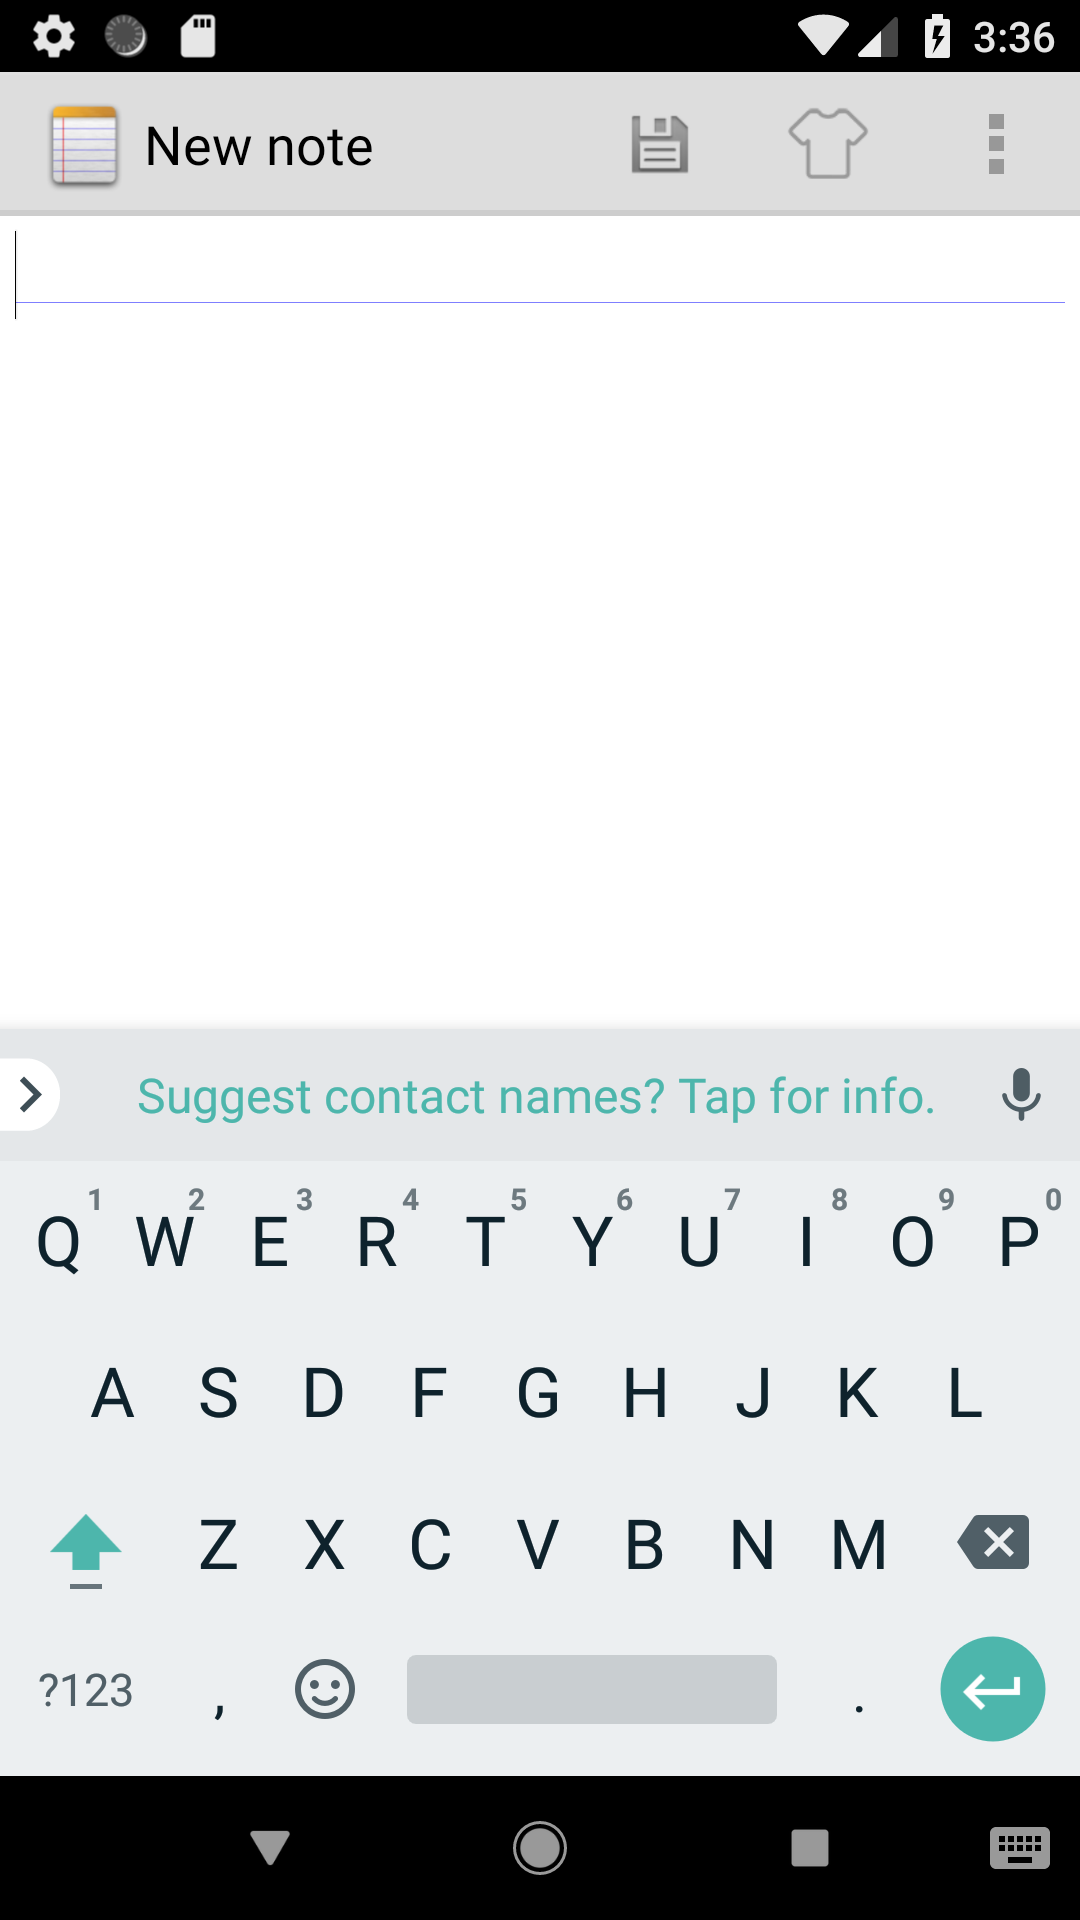 3:36
New note
Suggest contact names? Tap for info.
1 2 3 4 5 6 7 8 9 0
Q W E R T Y U I O P
A S D F G H J K L
Z X C V B N M
?123 , .